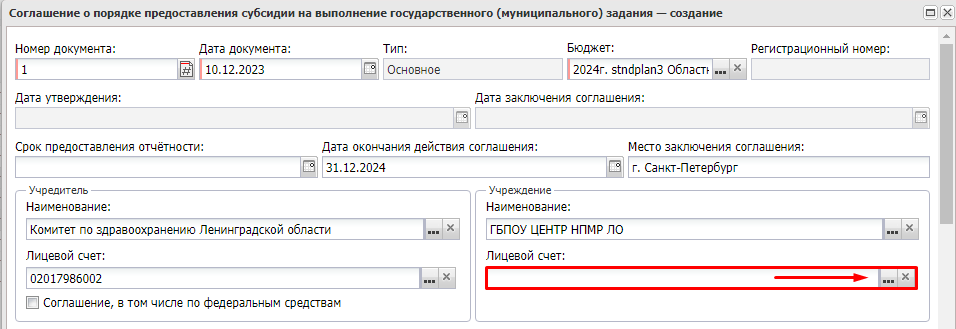 Соглашение о порядке предоставления субсидии на выполнение государственного (муниципального) задания — создание
Номер документа: Дата документа: Тип: Бюджет: Регистрационный номер:
1 10.12.2023 Основное 2024г. stndplan3 Област
Дата утверждения: Дата заключения соглашения:
Срок предоставления отчётности: Дата окончания действия соглашения: Место заключения соглашения:
31.12.2024 г. Санкт-Петербург
Учредитель Учреждение
Наименование: Наименование:
Комитет по здравоохранению Ленинградской области ГБПОУ ЦЕНТР НПМР ЛО
Лицевой счет: Лицевой счет:
02017986002
Соглашение, в том числе по федеральным средствам